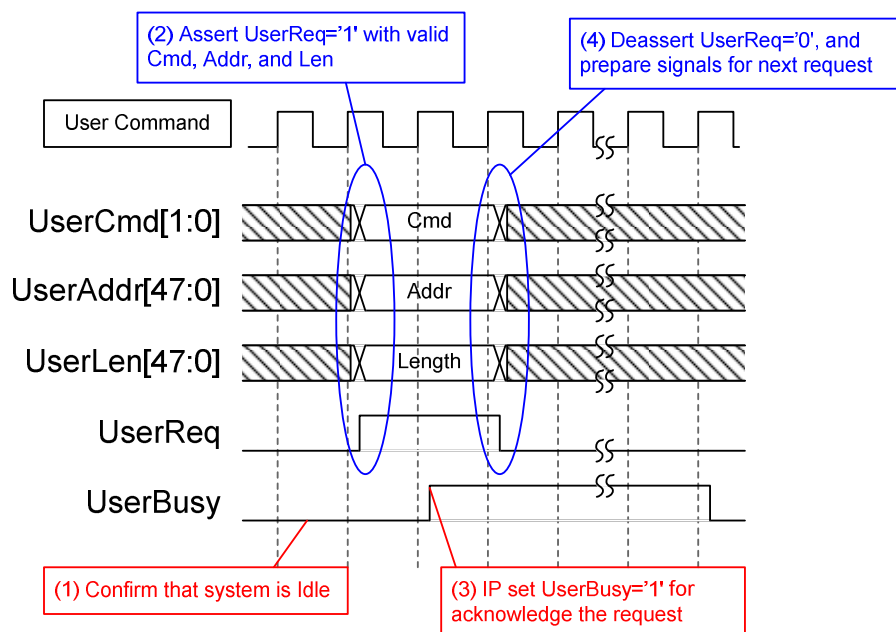 (2) Assert UserReq='1' with valid
Cmd, Addr, and Len
(4) Deassert UserReq='0', and
prepare signals for next request
User Command
UserCmd[1:0]
Cmd
UserAddr[47:0]
Addr
UserLen[47:0]
Length
UserReq
UserBusy
(1) Confirm that system is Idle
(3) IP set UserBusy='1' for
acknowledge the request